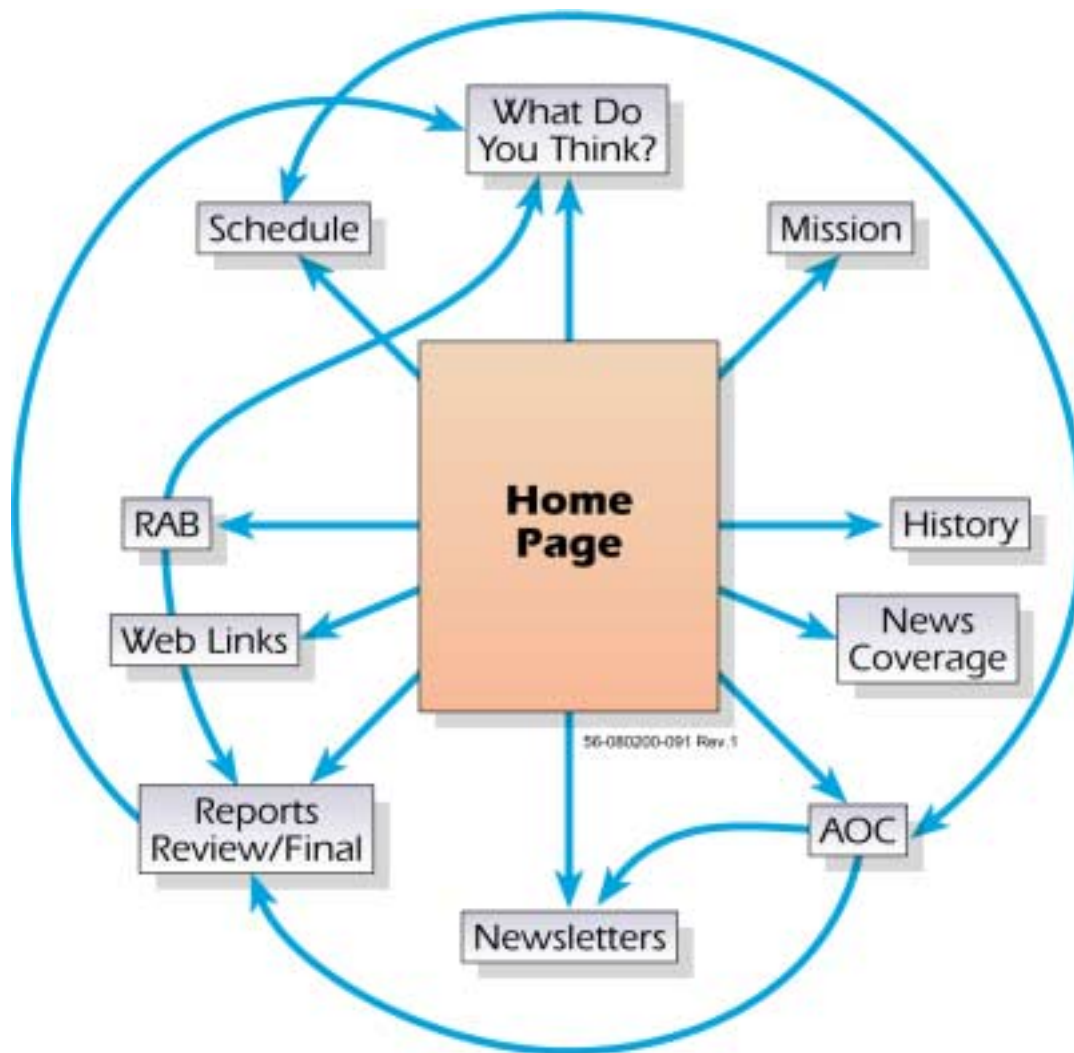 What Do
You Think?
Schedule
Mission
Home
Page
RAB
History
Web Links
News
Coverage
56-080200-091 Rev.1
Reports
Review/Final
AOC
Newsletters